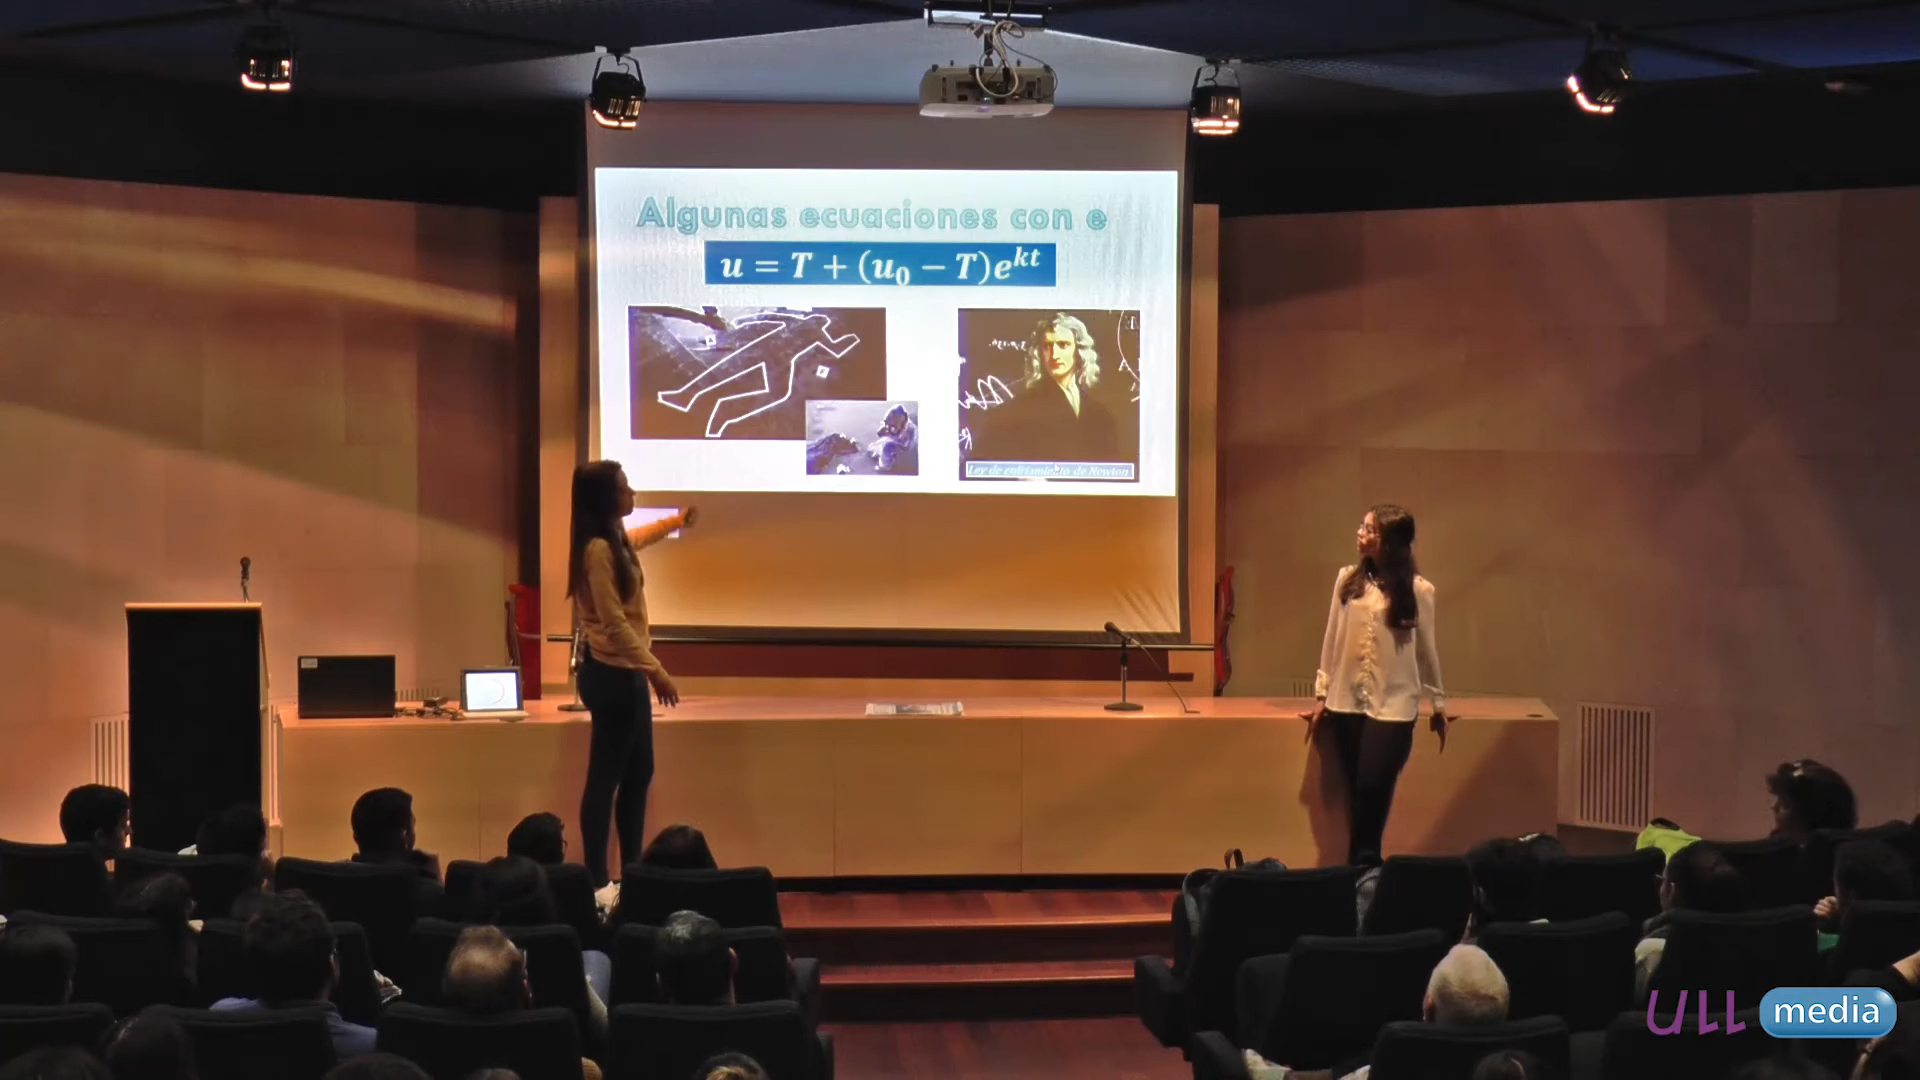 Algunas ecuaciones con e
u = T + (u₀ − T)e^{kt}
Ley de enfriamiento de Newton
ULL media